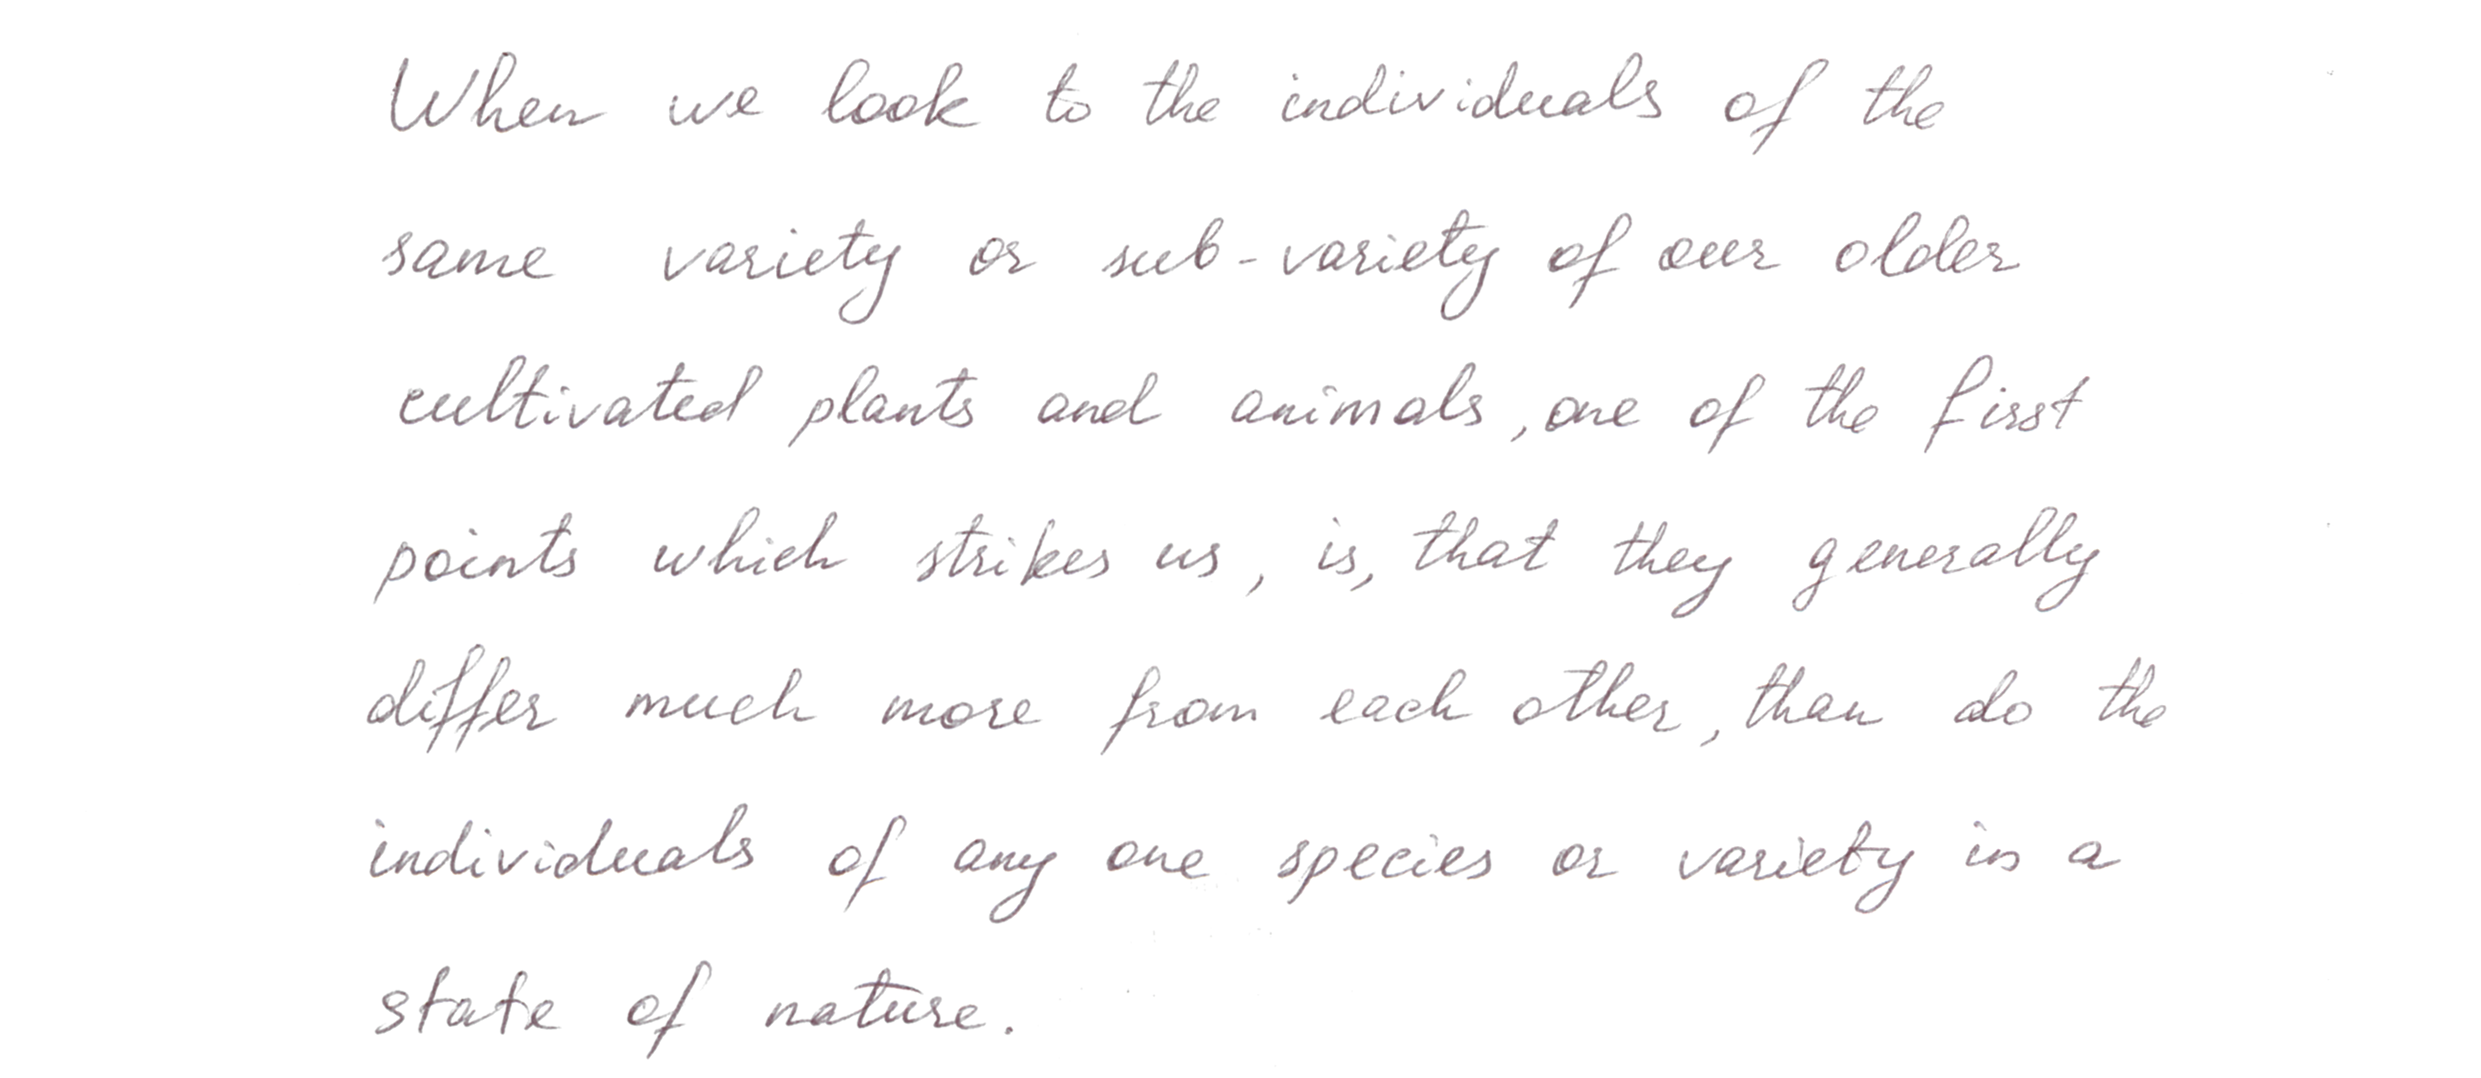 When we look to the individuals of the
same variety or sub-variety of our older
cultivated plants and animals, one of the first
points which strikes us, is, that they generally
differ much more from each other, than do the
individuals of any one species or variety in a
state of nature.